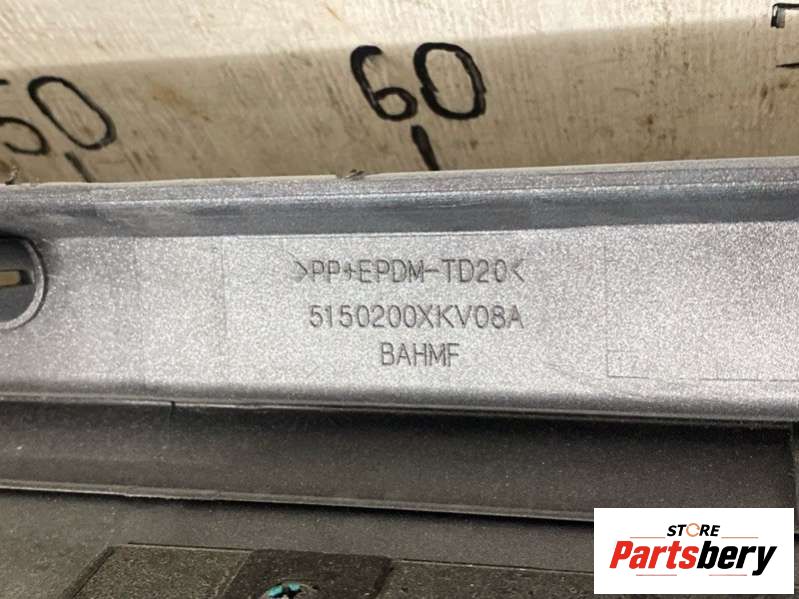 50
60
>PP+EPDM-TD20<
5150200XKV08A
BAHMF
STORE
Partsbery